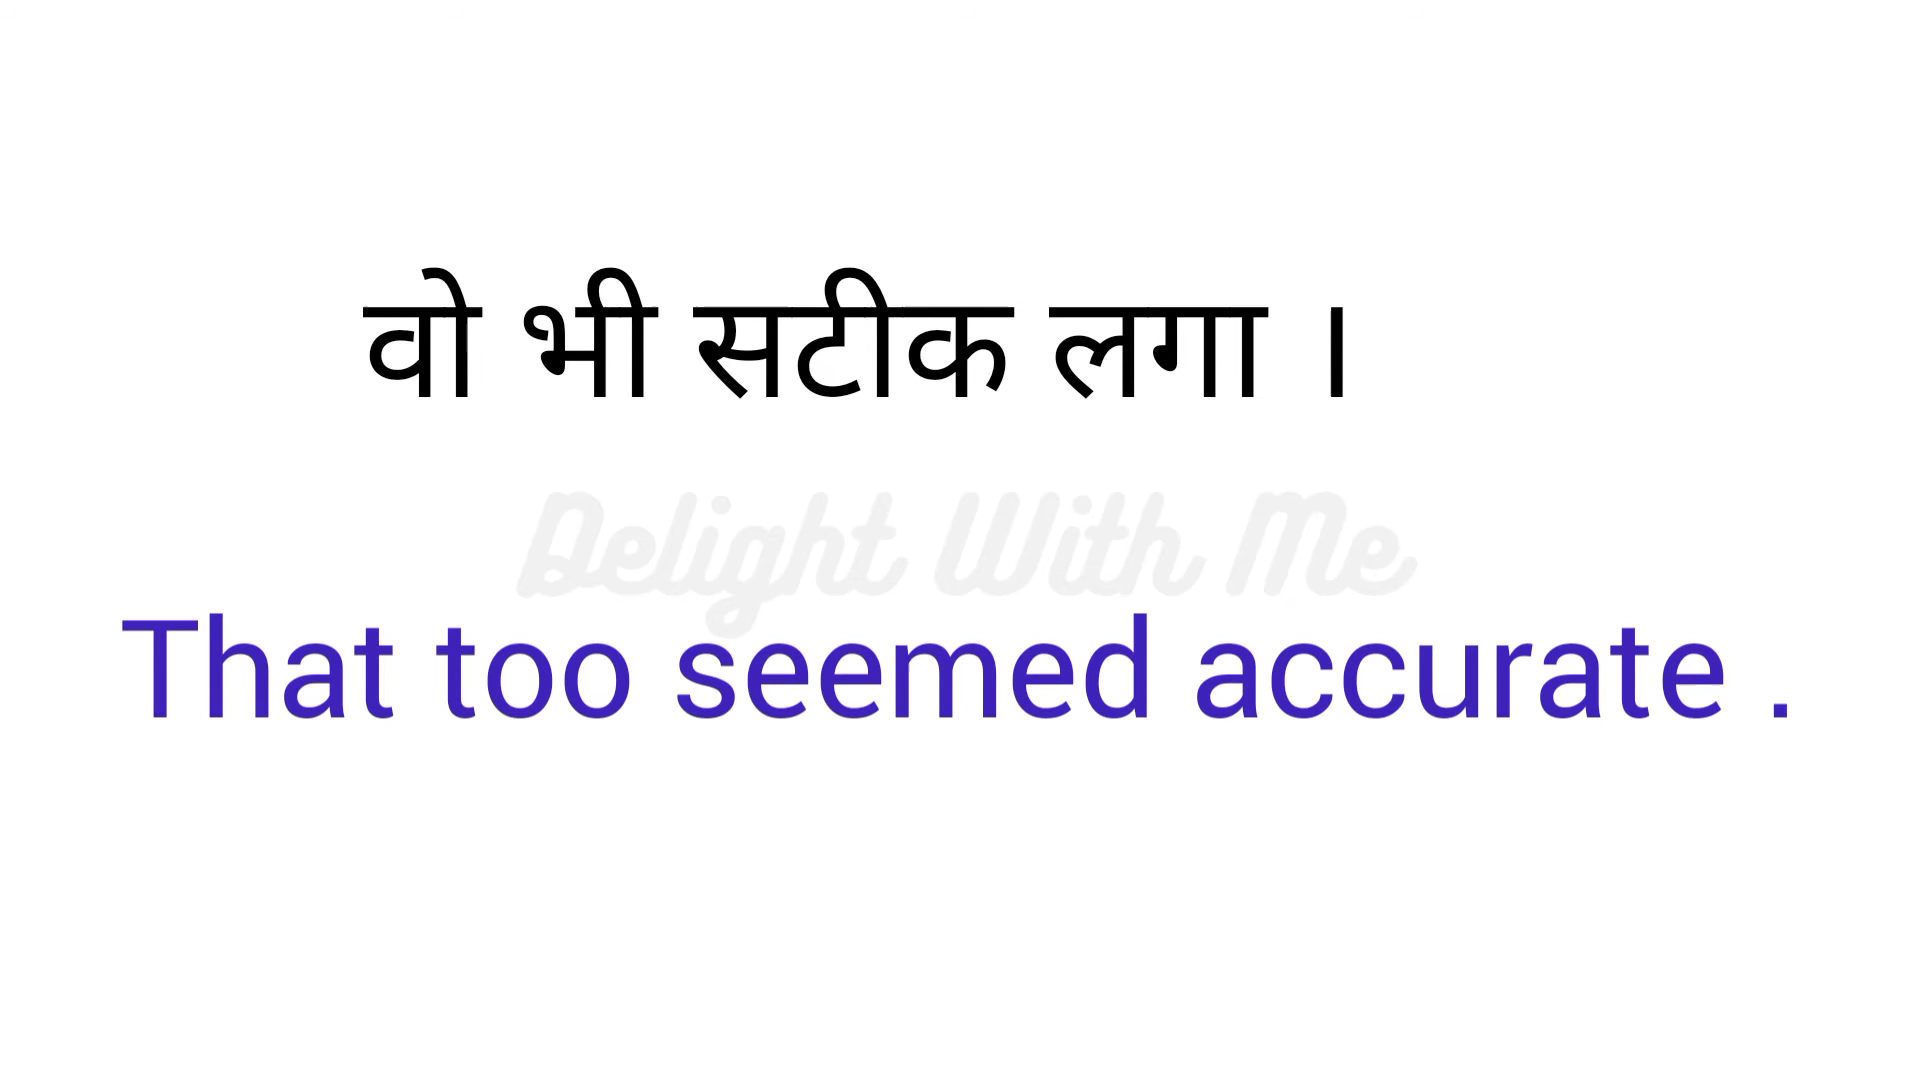 वो भी सटीक लगा ।
Delight With Me
That too seemed accurate .